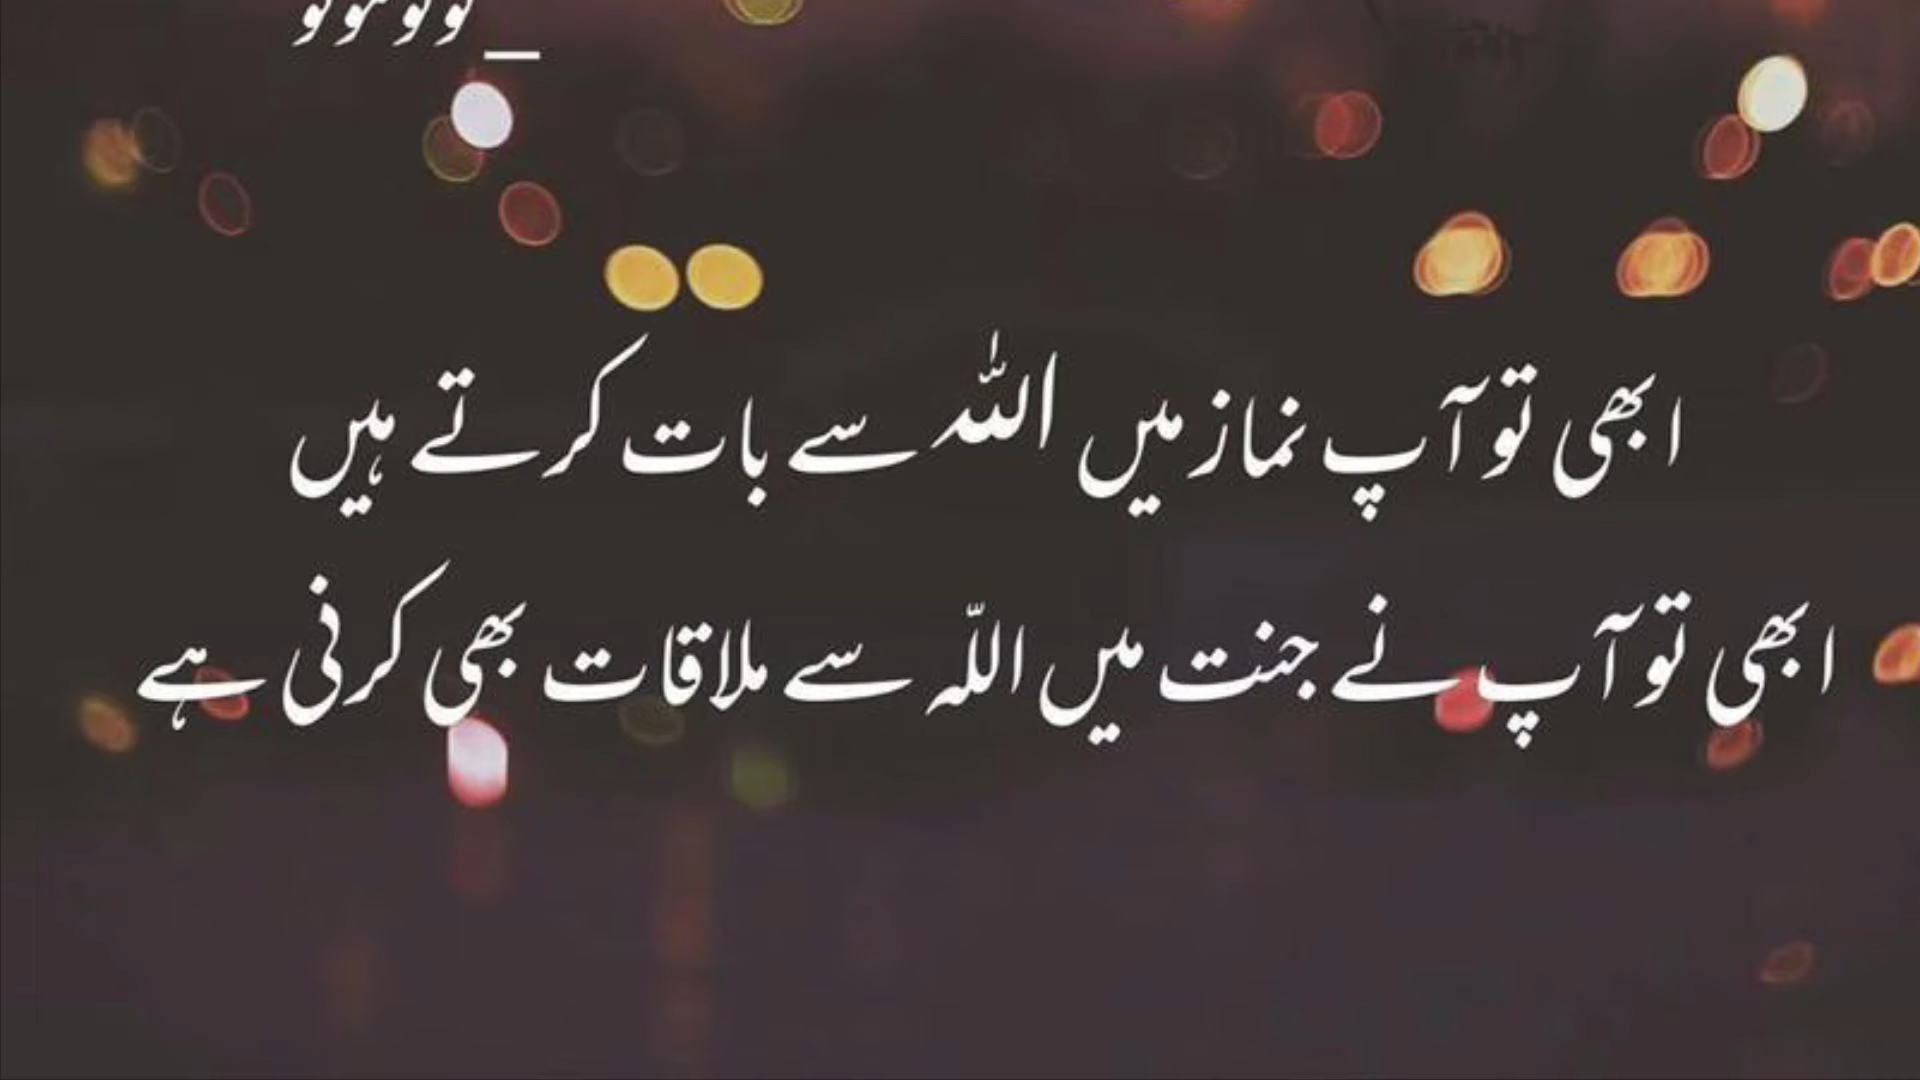 ابھی تو آپ نماز میں اللہ سے بات کرتے ہیں
ابھی تو آپ نے جنت میں اللہ سے ملاقات بھی کرنی ہے